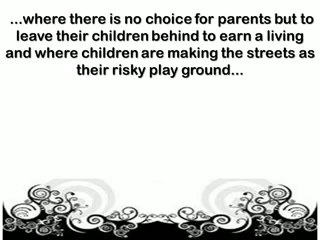 ...where there is no choice for parents but to
leave their children behind to earn a living
and where children are making the streets as
their risky play ground...